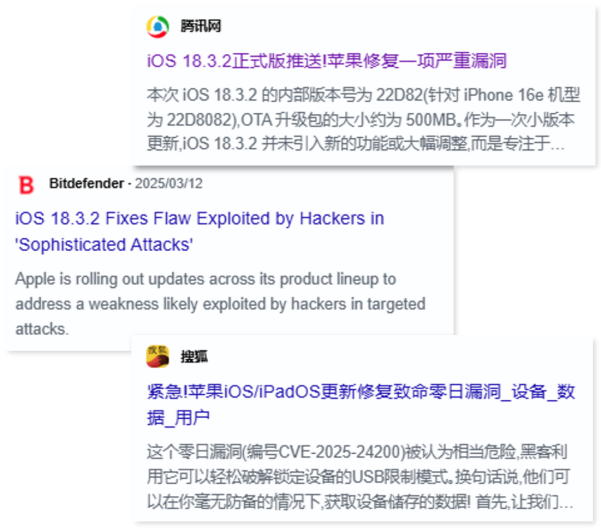 腾讯网
iOS 18.3.2正式版推送!苹果修复一项严重漏洞
本次 iOS 18.3.2 的内部版本号为 22D82(针对 iPhone 16e 机型
为 22D8082),OTA 升级包的大小约为 500MB。作为一次小版本
更新,iOS 18.3.2 并未引入新的功能或大幅调整,而是专注于...
Bitdefender · 2025/03/12
iOS 18.3.2 Fixes Flaw Exploited by Hackers in
'Sophisticated Attacks'
Apple is rolling out updates across its product lineup to
address a weakness likely exploited by hackers in targeted
attacks.
搜狐
紧急!苹果iOS/iPadOS更新修复致命零日漏洞_设备_数
据_用户
这个零日漏洞(编号CVE-2025-24200)被认为相当危险,黑客利
用它可以轻松破解锁定设备的USB限制模式。换句话说,他们可
以在你毫无防备的情况下,获取设备储存的数据! 首先,让我们...